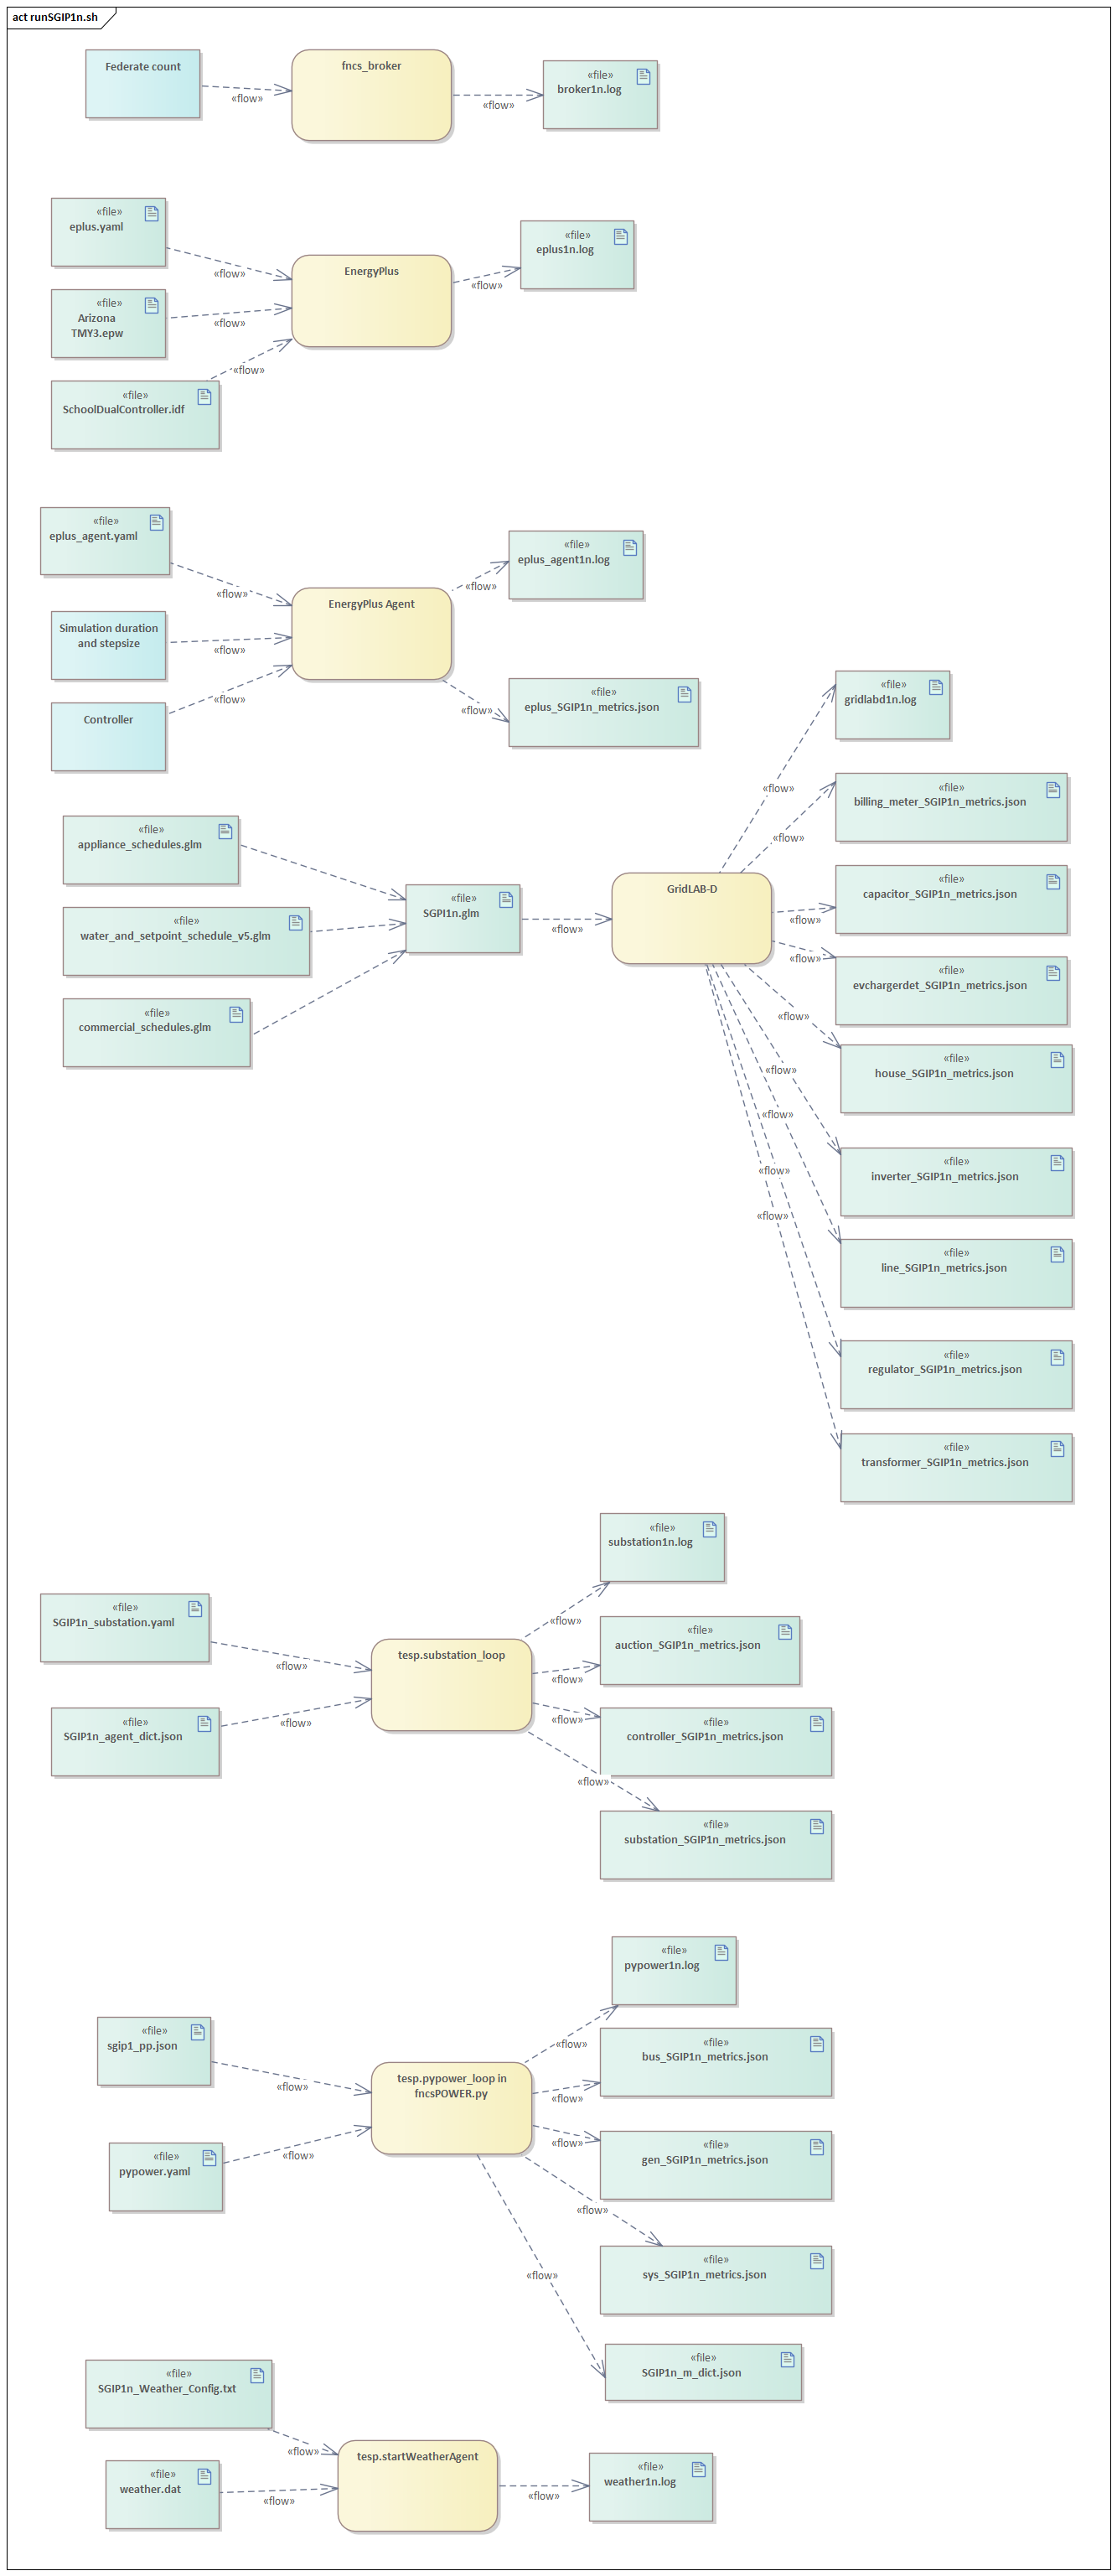 act runSGIP1n.sh
Federate count
«flow»
fncs_broker
«flow»
«file»
broker1n.log
«file»
eplus.yaml
«flow»
«file»
Arizona
TMY3.epw
«flow»
«file»
SchoolDualController.idf
«flow»
EnergyPlus
«flow»
«file»
eplus1n.log
«file»
eplus_agent.yaml
«flow»
Simulation duration
and stepsize
«flow»
Controller
«flow»
EnergyPlus Agent
«flow»
«file»
eplus_agent1n.log
«flow»
«file»
eplus_SGIP1n_metrics.json
«file»
appliance_schedules.glm
«file»
water_and_setpoint_schedule_v5.glm
«file»
commercial_schedules.glm
«file»
SGPI1n.glm
«flow»
GridLAB-D
«flow»
«file»
gridlabd1n.log
«flow»
«file»
billing_meter_SGIP1n_metrics.json
«flow»
«file»
capacitor_SGIP1n_metrics.json
«flow»
«file»
evchargerdet_SGIP1n_metrics.json
«flow»
«file»
house_SGIP1n_metrics.json
«flow»
«file»
inverter_SGIP1n_metrics.json
«flow»
«file»
line_SGIP1n_metrics.json
«flow»
«file»
regulator_SGIP1n_metrics.json
«flow»
«file»
transformer_SGIP1n_metrics.json
«file»
SGIP1n_substation.yaml
«flow»
«file»
SGIP1n_agent_dict.json
«flow»
tesp.substation_loop
«flow»
«file»
substation1n.log
«flow»
«file»
auction_SGIP1n_metrics.json
«flow»
«file»
controller_SGIP1n_metrics.json
«flow»
«file»
substation_SGIP1n_metrics.json
«file»
sgip1_pp.json
«flow»
«file»
pypower.yaml
«flow»
tesp.pypower_loop in
fncsPOWER.py
«flow»
«file»
pypower1n.log
«flow»
«file»
bus_SGIP1n_metrics.json
«flow»
«file»
gen_SGIP1n_metrics.json
«flow»
«file»
sys_SGIP1n_metrics.json
«flow»
«file»
SGIP1n_m_dict.json
«file»
SGIP1n_Weather_Config.txt
«flow»
«file»
weather.dat
«flow»
tesp.startWeatherAgent
«flow»
«file»
weather1n.log